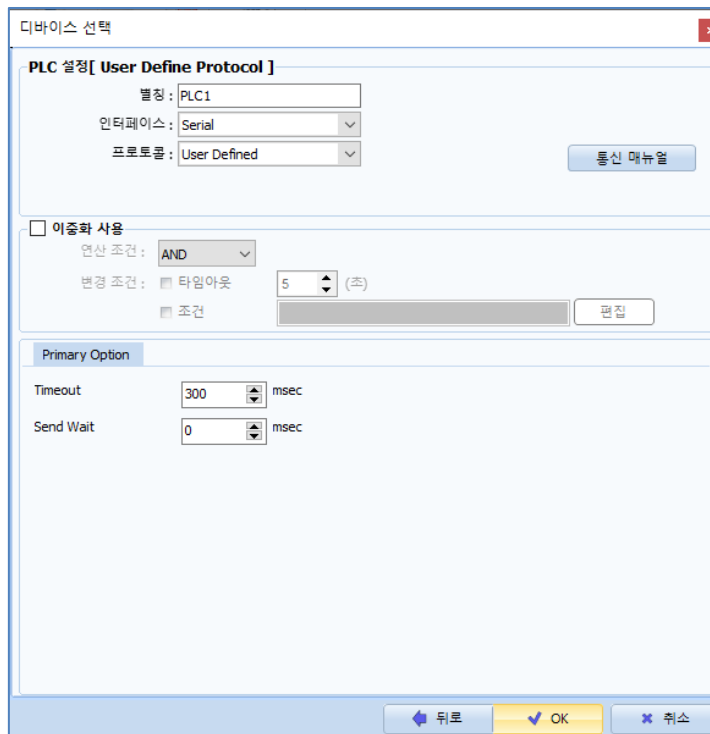 디바이스 선택
PLC 설정[ User Define Protocol ]
별칭 : PLC1
인터페이스 : Serial
프로토콜 : User Defined
통신 매뉴얼
이중화 사용
연산 조건 : AND
변경 조건 : 타임아웃 5 (초)
조건 편집
Primary Option
Timeout 300 msec
Send Wait 0 msec
뒤로 OK 취소